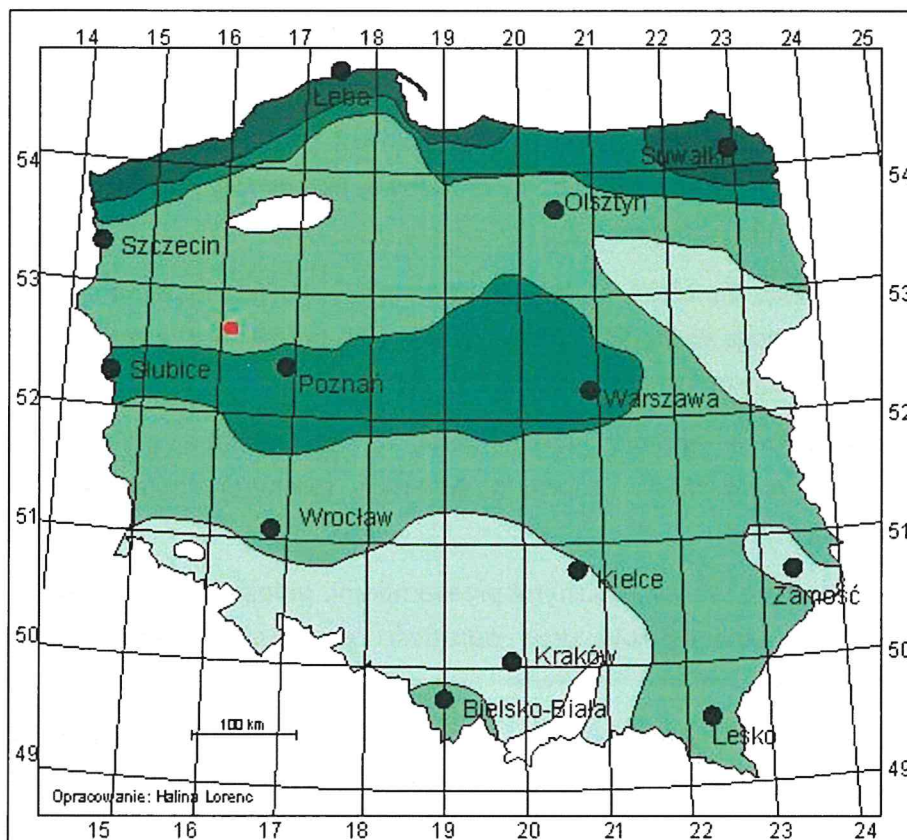 14 15 16 17 18 19 20 21 22 23 24 25
Łeba
54
Suwałki
54
Olsztyn
Szczecin
53
53
Słubice
Poznań
Warszawa
52
52
Wrocław
51
51
Kielce
Zamość
50
50
Kraków
Bielsko-Biała
100 km
Lesko
49
49
Opracowanie: Halina Lorenc
15 16 17 18 19 20 21 22 23 24